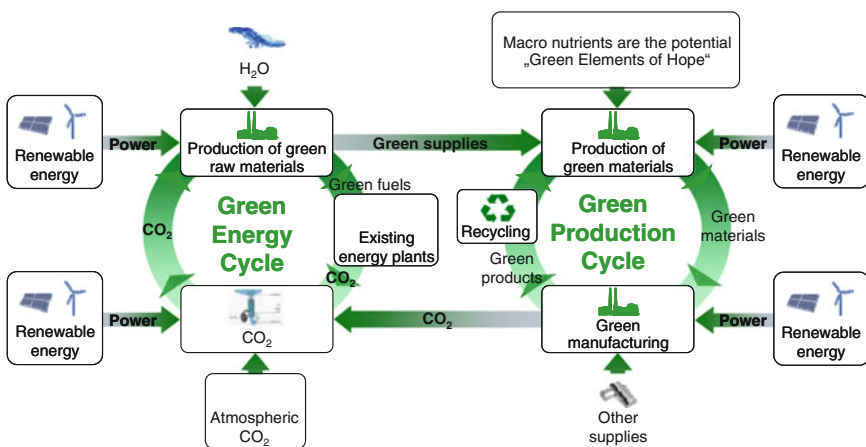 H₂O
Macro nutrients are the potential
„Green Elements of Hope“
Renewable
energy
Power
Production of green
raw materials
Green supplies
Production of
green materials
Power
Renewable
energy
Green fuels
CO₂
Green
Energy
Cycle
Existing
energy plants
CO₂
Recycling
Green
Production
Cycle
Green
materials
Green
products
Renewable
energy
Power
CO₂
CO₂
Green
manufacturing
Power
Renewable
energy
Atmospheric
CO₂
Other
supplies